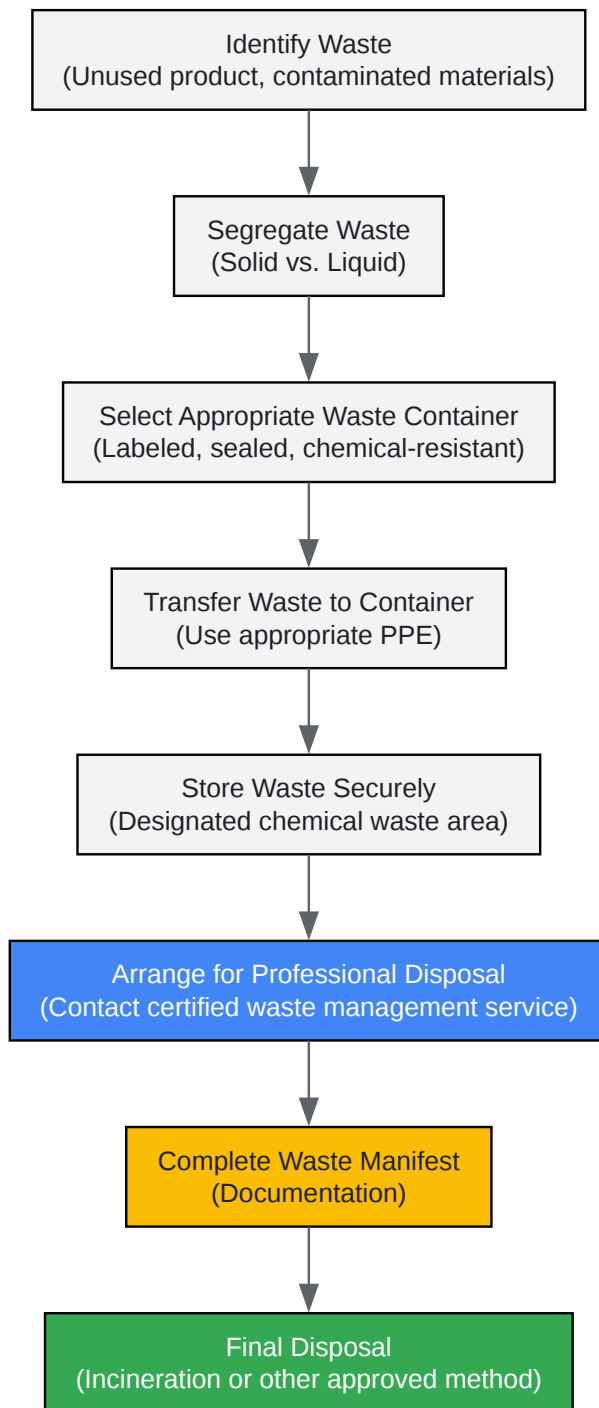 Identify Waste
(Unused product, contaminated materials)
Segregate Waste
(Solid vs. Liquid)
Select Appropriate Waste Container
(Labeled, sealed, chemical-resistant)
Transfer Waste to Container
(Use appropriate PPE)
Store Waste Securely
(Designated chemical waste area)
Arrange for Professional Disposal
(Contact certified waste management service)
Complete Waste Manifest
(Documentation)
Final Disposal
(Incineration or other approved method)